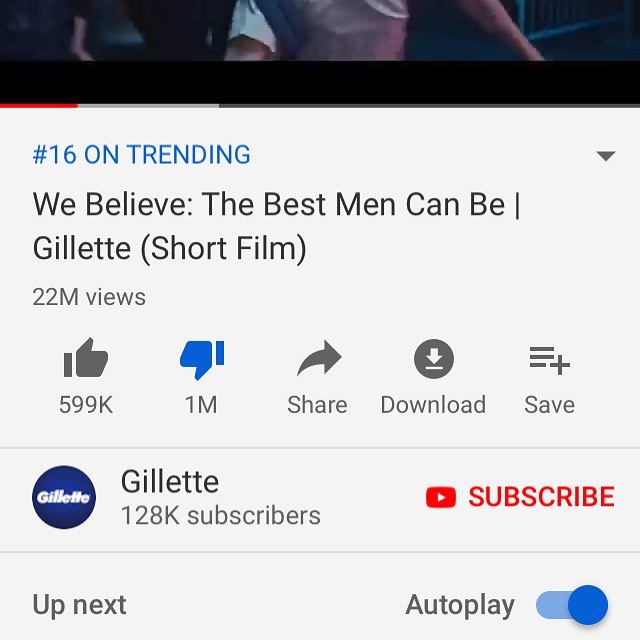 #16 ON TRENDING
We Believe: The Best Men Can Be |
Gillette (Short Film)
22M views
599K
1M
Share
Download
Save
Gillette
Gillette
128K subscribers
SUBSCRIBE
Up next
Autoplay